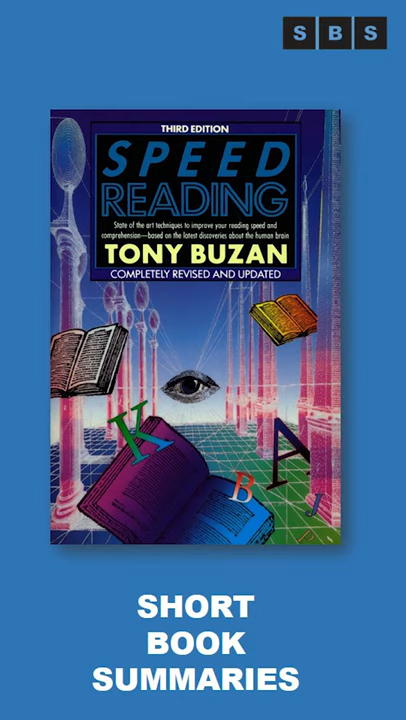 S B S
THIRD EDITION
SPEED
READING
State of the art techniques to improve your reading speed and
comprehension—based on the latest discoveries about the human brain
TONY BUZAN
COMPLETELY REVISED AND UPDATED
K
B
A
J
P
SHORT
BOOK
SUMMARIES